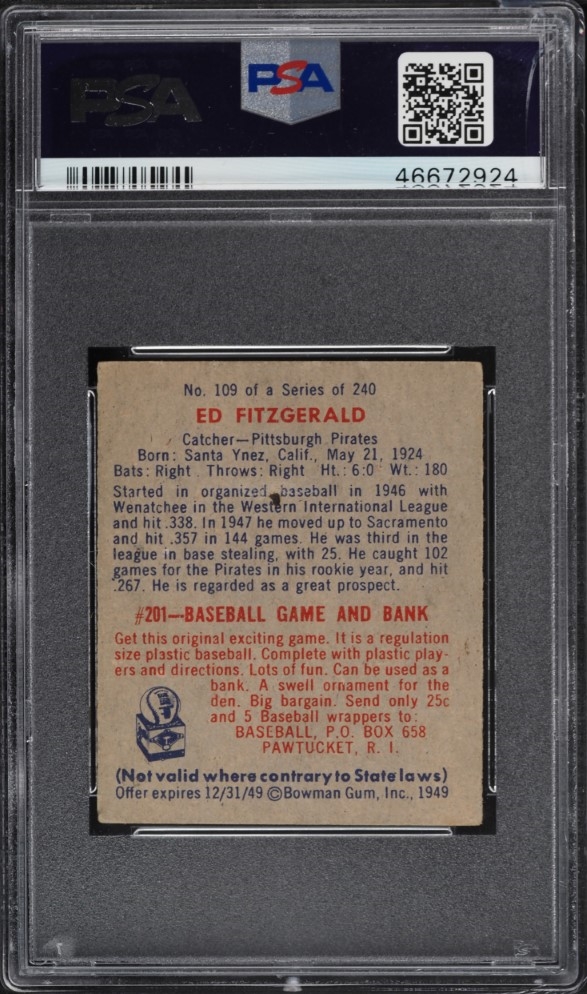 PSA
PSA
46672924
No. 109 of a Series of 240
ED FITZGERALD
Catcher—Pittsburgh Pirates
Born: Santa Ynez, Calif., May 21, 1924
Bats: Right Throws: Right Ht.: 6:0 Wt.: 180
Started in organized baseball in 1946 with
Wenatchee in the Western International League
and hit .338. In 1947 he moved up to Sacramento
and hit .357 in 144 games. He was third in the
league in base stealing, with 25. He caught 102
games for the Pirates in his rookie year, and hit
.267. He is regarded as a great prospect.
#201—BASEBALL GAME AND BANK
Get this original exciting game. It is a regulation
size plastic baseball. Complete with plastic play-
ers and directions. Lots of fun. Can be used as a
bank. A swell ornament for the
den. Big bargain. Send only 25c
and 5 Baseball wrappers to:
BASEBALL, P.O. BOX 658
PAWTUCKET, R. I.
(Not valid where contrary to State laws)
Offer expires 12/31/49 ©Bowman Gum, Inc., 1949